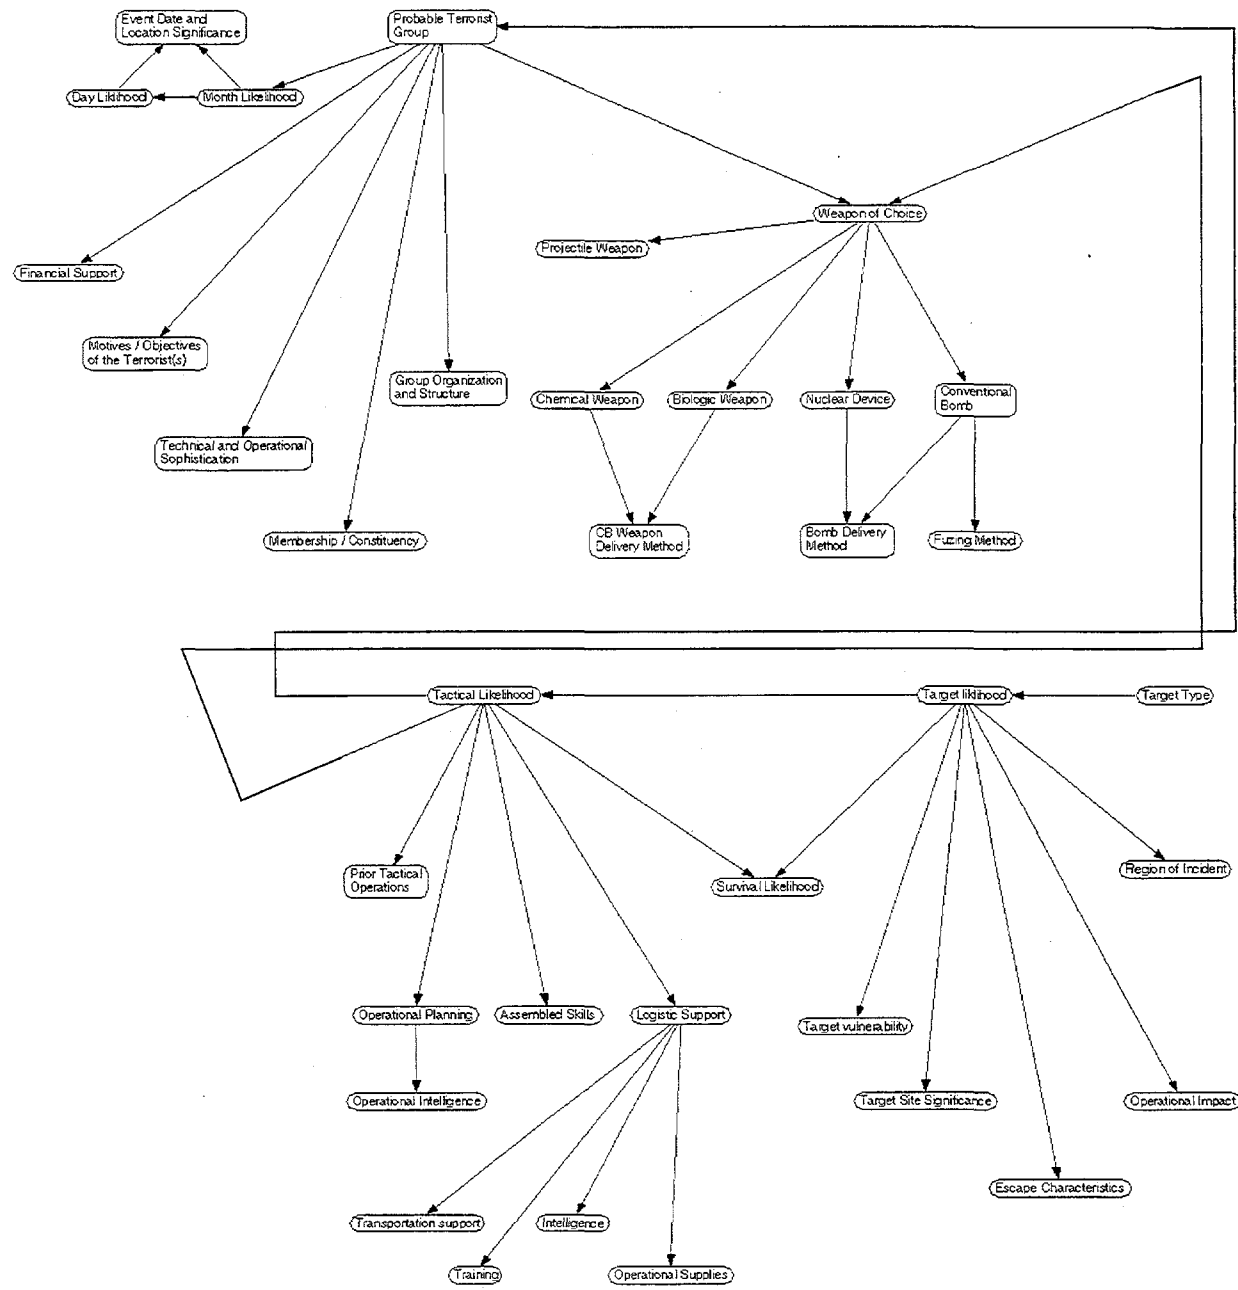 Event Date and
Location Significance
Probable Terrorist
Group
Day Liklihood
Month Likelihood
Weapon of Choice
Projectile Weapon
Financial Support
Motives / Objectives
of the Terrorist(s)
Group Organization
and Structure
Chemical Weapon
Biologic Weapon
Nuclear Device
Conventional
Bomb
Technical and Operational
Sophistication
Membership / Constituency
CB Weapon
Delivery Method
Bomb Delivery
Method
Fuzing Method
Tactical Likelihood
Target liklihood
Target Type
Prior Tactical
Operations
Survival Likelihood
Region of Incident
Operational Planning
Assembled Skills
Logistic Support
Target vulnerability
Operational Intelligence
Target Site Significance
Operational Impact
Escape Characteristics
Transportation support
Intelligence
Training
Operational Supplies